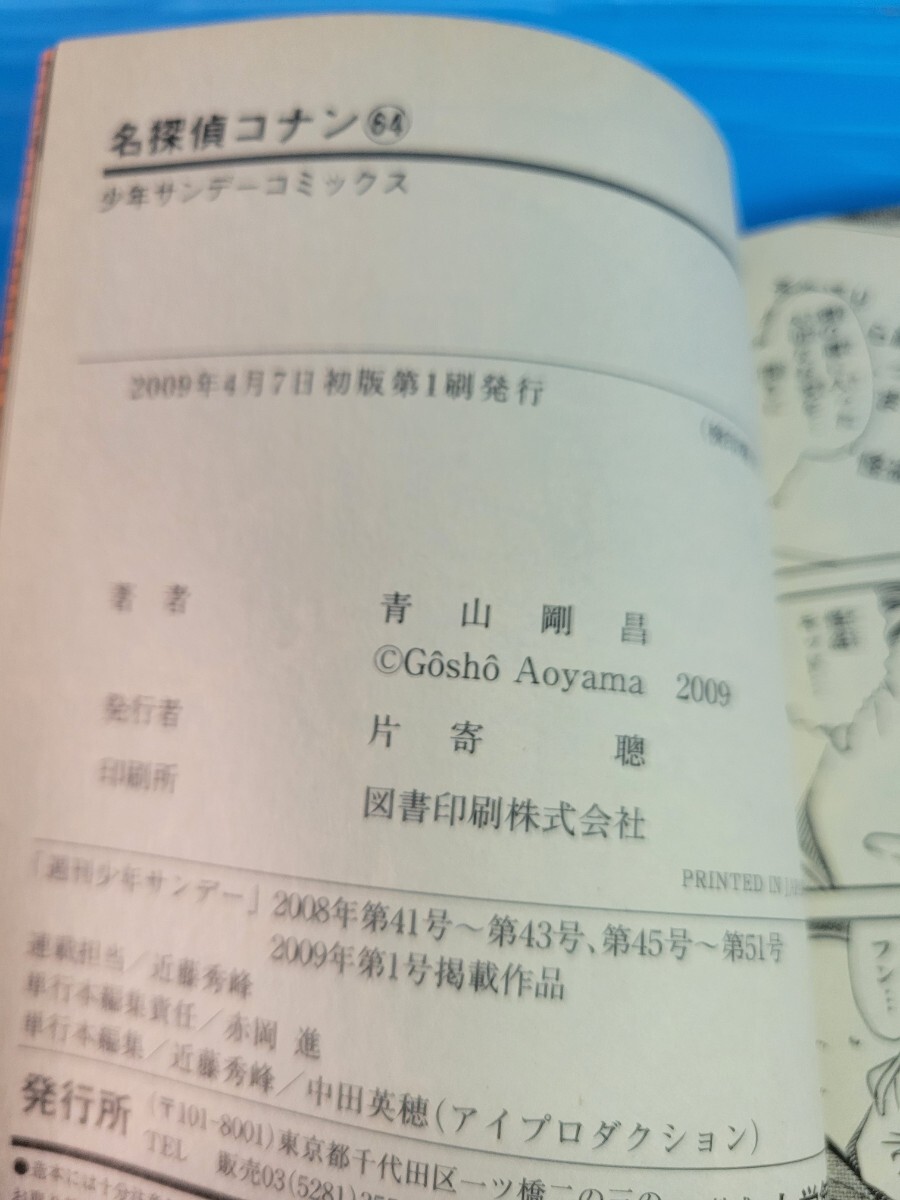 名探偵コナン64
少年サンデーコミックス
2009年4月7日初版第1刷発行
著者 青山剛昌
©Gôshô Aoyama 2009
発行者 片寄 聰
印刷所 図書印刷株式会社
PRINTED IN
「週刊少年サンデー」2008年第41号〜第43号、第45号〜第51号
2009年第1号掲載作品
連載担当/近藤秀峰
単行本編集責任/赤岡 進
単行本編集/近藤秀峰/中田英穂(アイプロダクション)
発行所 (〒101-8001)東京都千代田区一ツ橋二の三の
TEL 販売03(5281)
●造本には十分
フン…